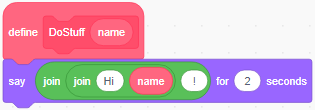 define DoStuff name
say join join Hi name ! for 2 seconds